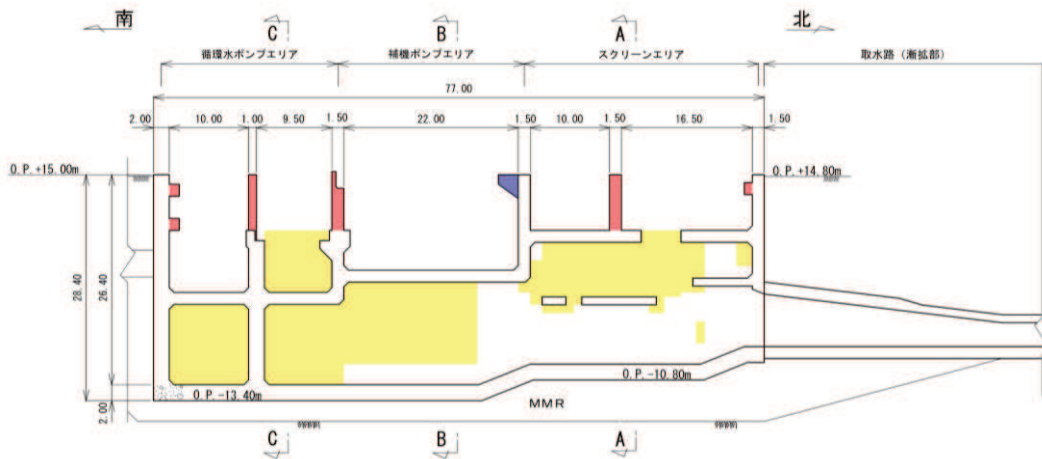 南 C B A 北
循環水ポンプエリア 補機ポンプエリア スクリーンエリア 取水路（漸拡部）
77.00
2.00 10.00 1.00 9.50 1.50 22.00 1.50 10.00 1.50 16.50 1.50
O.P.+15.00m O.P.+14.80m
28.40 26.40
O.P.-10.80m
O.P.-13.40m
2.00
MMR
C B A